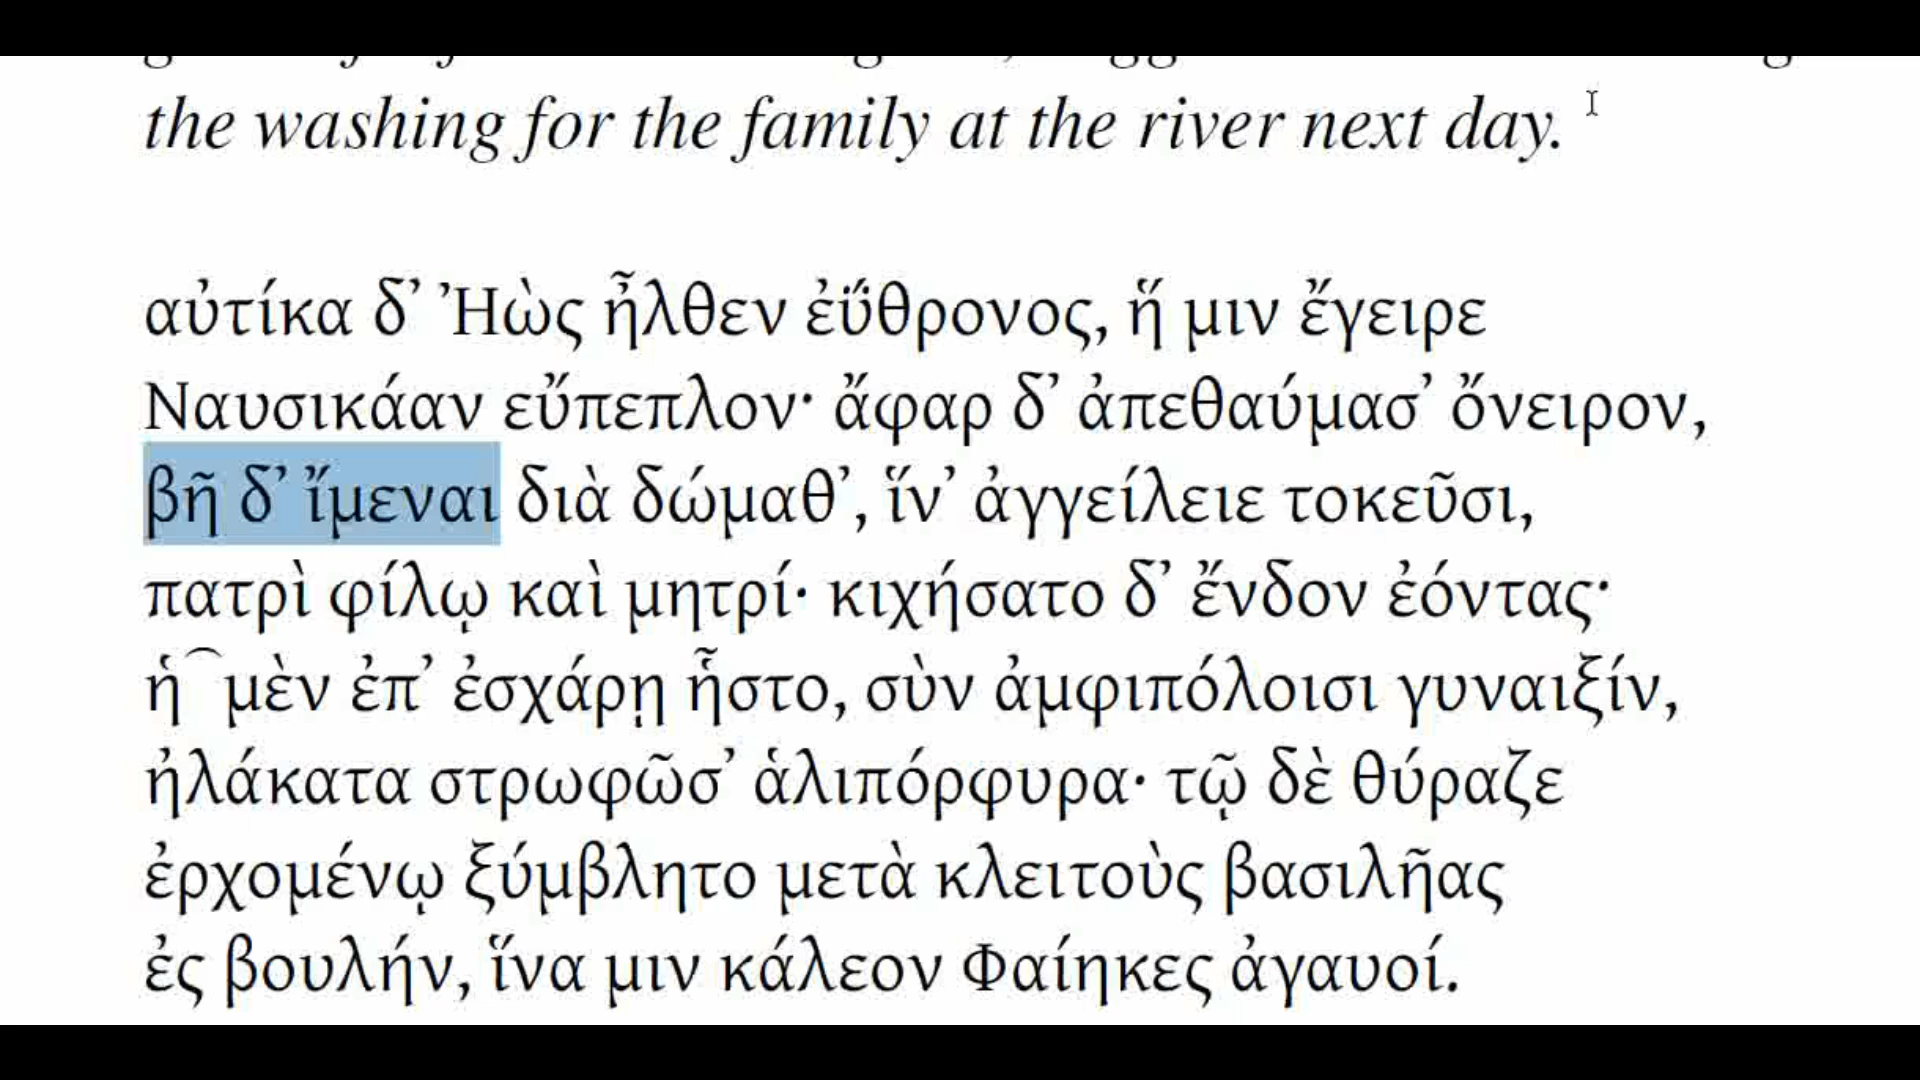 the washing for the family at the river next day.
αὐτίκα δ’ Ἠὼς ἦλθεν ἐΰθρονος, ἥ μιν ἔγειρε
Ναυσικάαν εὔπεπλον· ἄφαρ δ’ ἀπεθαύμασ’ ὄνειρον,
βῆ δ’ ἴμεναι διὰ δώμαθ’, ἵν’ ἀγγείλειε τοκεῦσι,
πατρὶ φίλῳ καὶ μητρί· κιχήσατο δ’ ἔνδον ἐόντας·
ἡ⁀μὲν ἐπ’ ἐσχάρῃ ἧστο, σὺν ἀμφιπόλοισι γυναιξίν,
ἠλάκατα στρωφῶσ’ ἁλιπόρφυρα· τῷ δὲ θύραζε
ἐρχομένῳ ξύμβλητο μετὰ κλειτοὺς βασιλῆας
ἐς βουλήν, ἵνα μιν κάλεον Φαίηκες ἀγαυοί.